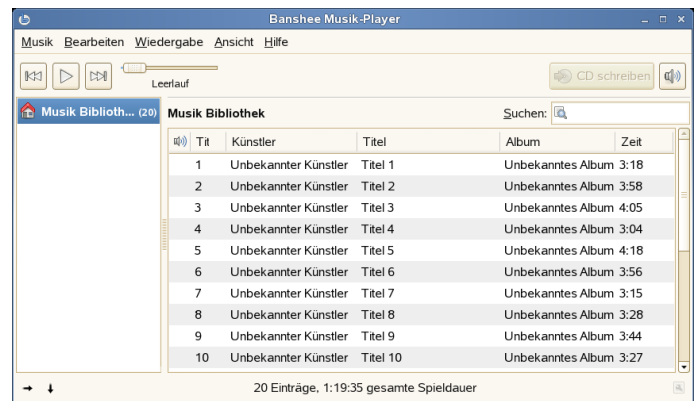 Banshee Musik-Player
Musik Bearbeiten Wiedergabe Ansicht Hilfe
Leerlauf
CD schreiben
Musik Biblioth... (20)
Musik Bibliothek
Suchen:
Tit Künstler Titel Album Zeit
1 Unbekannter Künstler Titel 1 Unbekanntes Album 3:18
2 Unbekannter Künstler Titel 2 Unbekanntes Album 3:58
3 Unbekannter Künstler Titel 3 Unbekanntes Album 4:05
4 Unbekannter Künstler Titel 4 Unbekanntes Album 3:04
5 Unbekannter Künstler Titel 5 Unbekanntes Album 4:18
6 Unbekannter Künstler Titel 6 Unbekanntes Album 3:56
7 Unbekannter Künstler Titel 7 Unbekanntes Album 3:15
8 Unbekannter Künstler Titel 8 Unbekanntes Album 3:28
9 Unbekannter Künstler Titel 9 Unbekanntes Album 3:44
10 Unbekannter Künstler Titel 10 Unbekanntes Album 3:27
20 Einträge, 1:19:35 gesamte Spieldauer